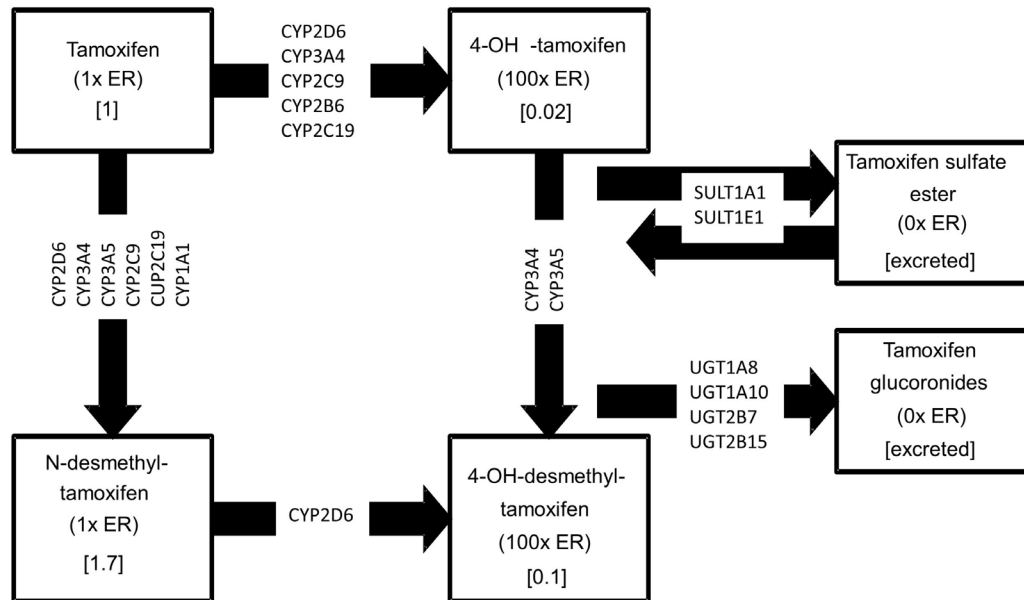 Tamoxifen
(1x ER)
[1]
CYP2D6
CYP3A4
CYP2C9
CYP2B6
CYP2C19
4-OH -tamoxifen
(100x ER)
[0.02]
SULT1A1
SULT1E1
Tamoxifen sulfate
ester
(0x ER)
[excreted]
CYP2D6
CYP3A4
CYP3A5
CYP2C9
CUP2C19
CYP1A1
CYP3A4
CYP3A5
UGT1A8
UGT1A10
UGT2B7
UGT2B15
Tamoxifen
glucoronides
(0x ER)
[excreted]
N-desmethyl-
tamoxifen
(1x ER)
[1.7]
CYP2D6
4-OH-desmethyl-
tamoxifen
(100x ER)
[0.1]